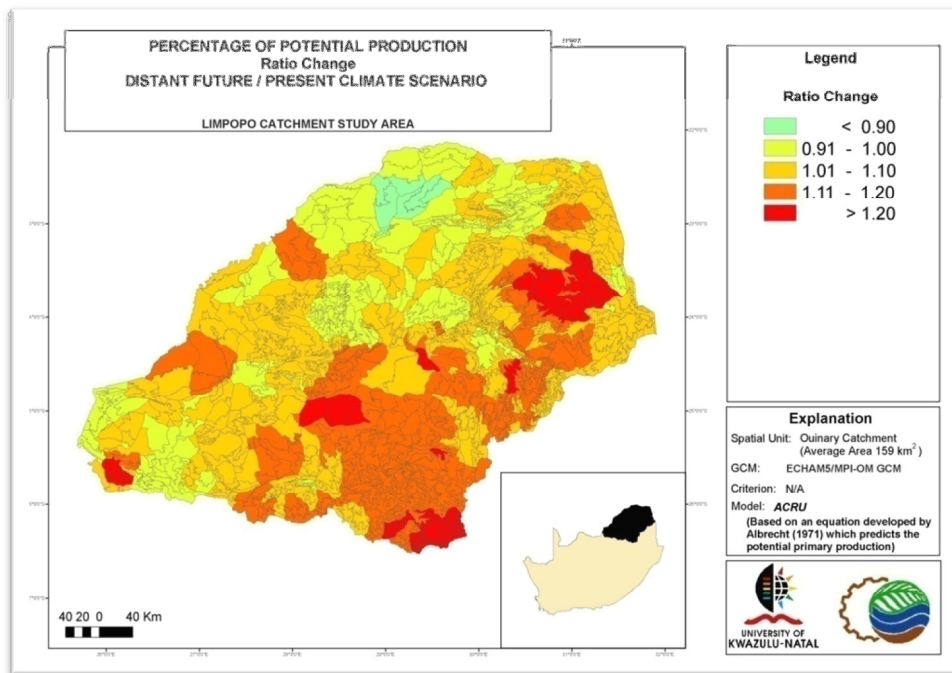 PERCENTAGE OF POTENTIAL PRODUCTION
Ratio Change
DISTANT FUTURE / PRESENT CLIMATE SCENARIO
LIMPOPO CATCHMENT STUDY AREA
Legend
Ratio Change
< 0.90
0.91 - 1.00
1.01 - 1.10
1.11 - 1.20
> 1.20
Explanation
Spatial Unit: Quinary Catchment
(Average Area 159 km²)
GCM: ECHAM5/MPI-OM GCM
Criterion: N/A
Model: ACRU
(Based on an equation developed by
Albrecht (1971) which predicts the
potential primary production)
UNIVERSITY OF
KWAZULU-NATAL
40 20 0 40 Km